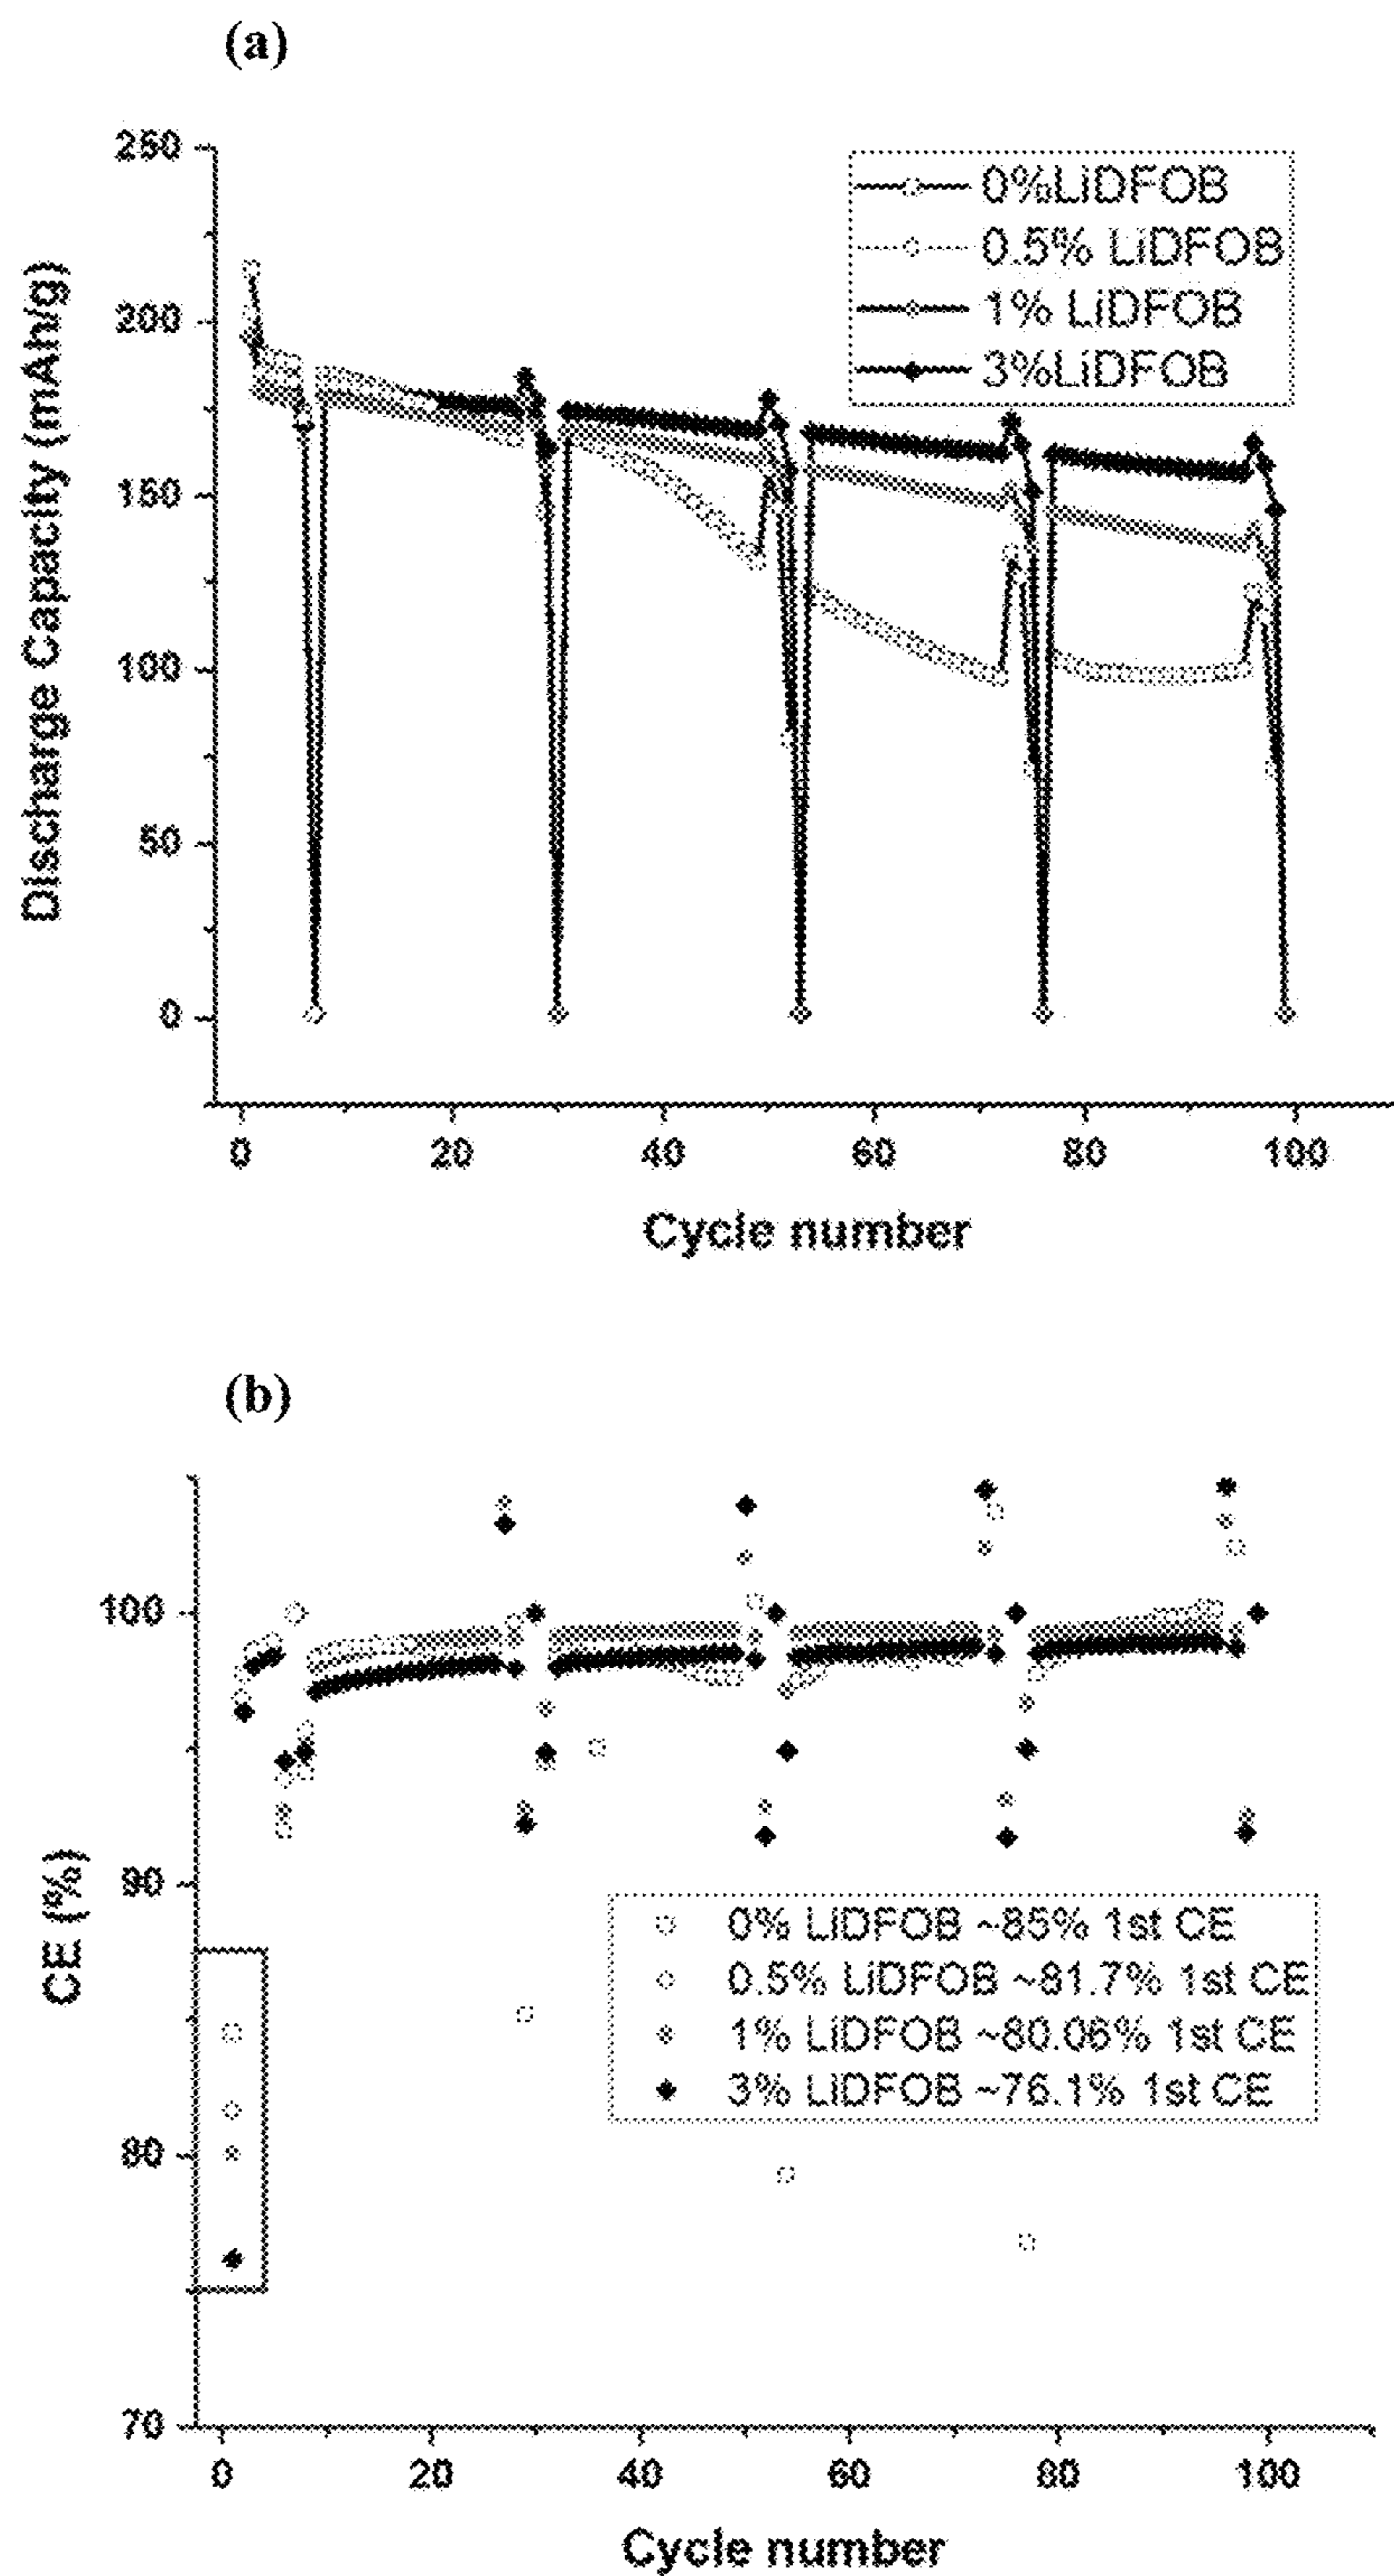 (a)
250
200
150
100
50
0
Discharge Capacity (mAh/g)
0%LiDFOB
0.5% LiDFOB
1% LiDFOB
3%LiDFOB
0 20 40 60 80 100
Cycle number
(b)
100
90
80
70
CE (%)
0% LiDFOB ~85% 1st CE
0.5% LiDFOB ~81.7% 1st CE
1% LiDFOB ~80.06% 1st CE
3% LiDFOB ~76.1% 1st CE
0 20 40 60 80 100
Cycle number